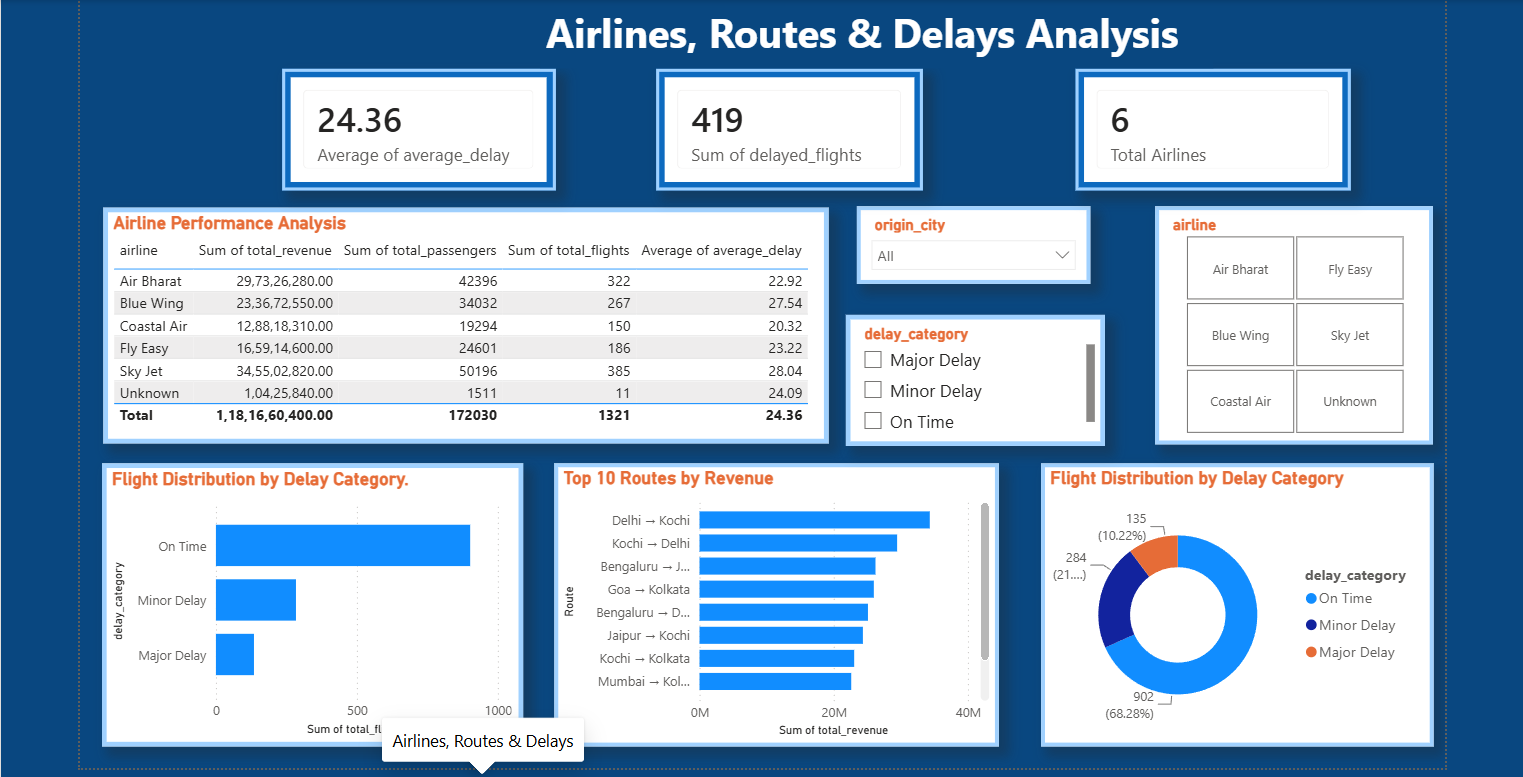 Airlines, Routes & Delays Analysis
24.36
Average of average_delay
419
Sum of delayed_flights
6
Total Airlines
Airline Performance Analysis
airline Sum of total_revenue Sum of total_passengers Sum of total_flights Average of average_delay
Air Bharat 29,73,26,280.00 42396 322 22.92
Blue Wing 23,36,72,550.00 34032 267 27.54
Coastal Air 12,88,18,310.00 19294 150 20.32
Fly Easy 16,59,14,600.00 24601 186 23.22
Sky Jet 34,55,02,820.00 50196 385 28.04
Unknown 1,04,25,840.00 1511 11 24.09
Total 1,18,16,60,400.00 172030 1321 24.36
origin_city
All
delay_category
Major Delay
Minor Delay
On Time
airline
Air Bharat Fly Easy
Blue Wing Sky Jet
Coastal Air Unknown
Flight Distribution by Delay Category.
delay_category
On Time
Minor Delay
Major Delay
0 500 1000
Sum of total_fl
Airlines, Routes & Delays
Top 10 Routes by Revenue
Route
Delhi → Kochi
Kochi → Delhi
Bengaluru → J...
Goa → Kolkata
Bengaluru → D...
Jaipur → Kochi
Kochi → Kolkata
Mumbai → Kol...
0M 20M 40M
Sum of total_revenue
Flight Distribution by Delay Category
135
(10.22%)
284
(21....)
902
(68.28%)
delay_category
On Time
Minor Delay
Major Delay